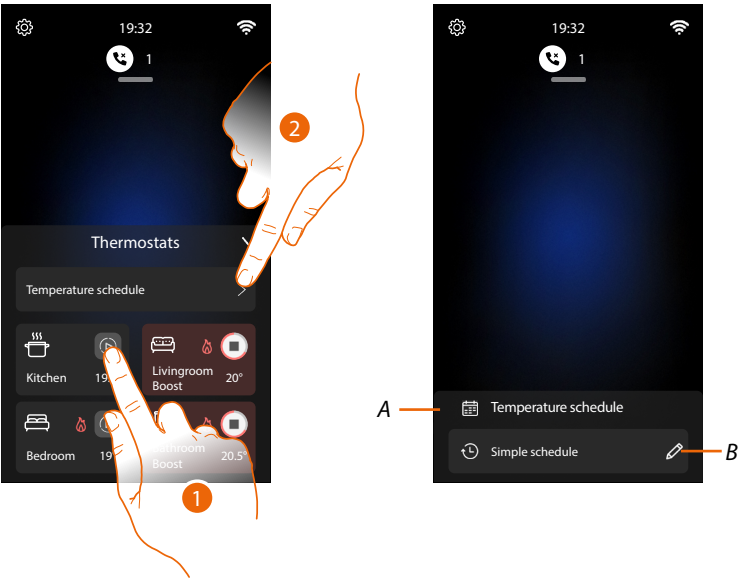 19:32
1
2
Thermostats
Temperature schedule
Kitchen 19
Livingroom
Boost 20°
Bedroom 19
Boost 20.5°
1
19:32
1
A
Temperature schedule
Simple schedule
B